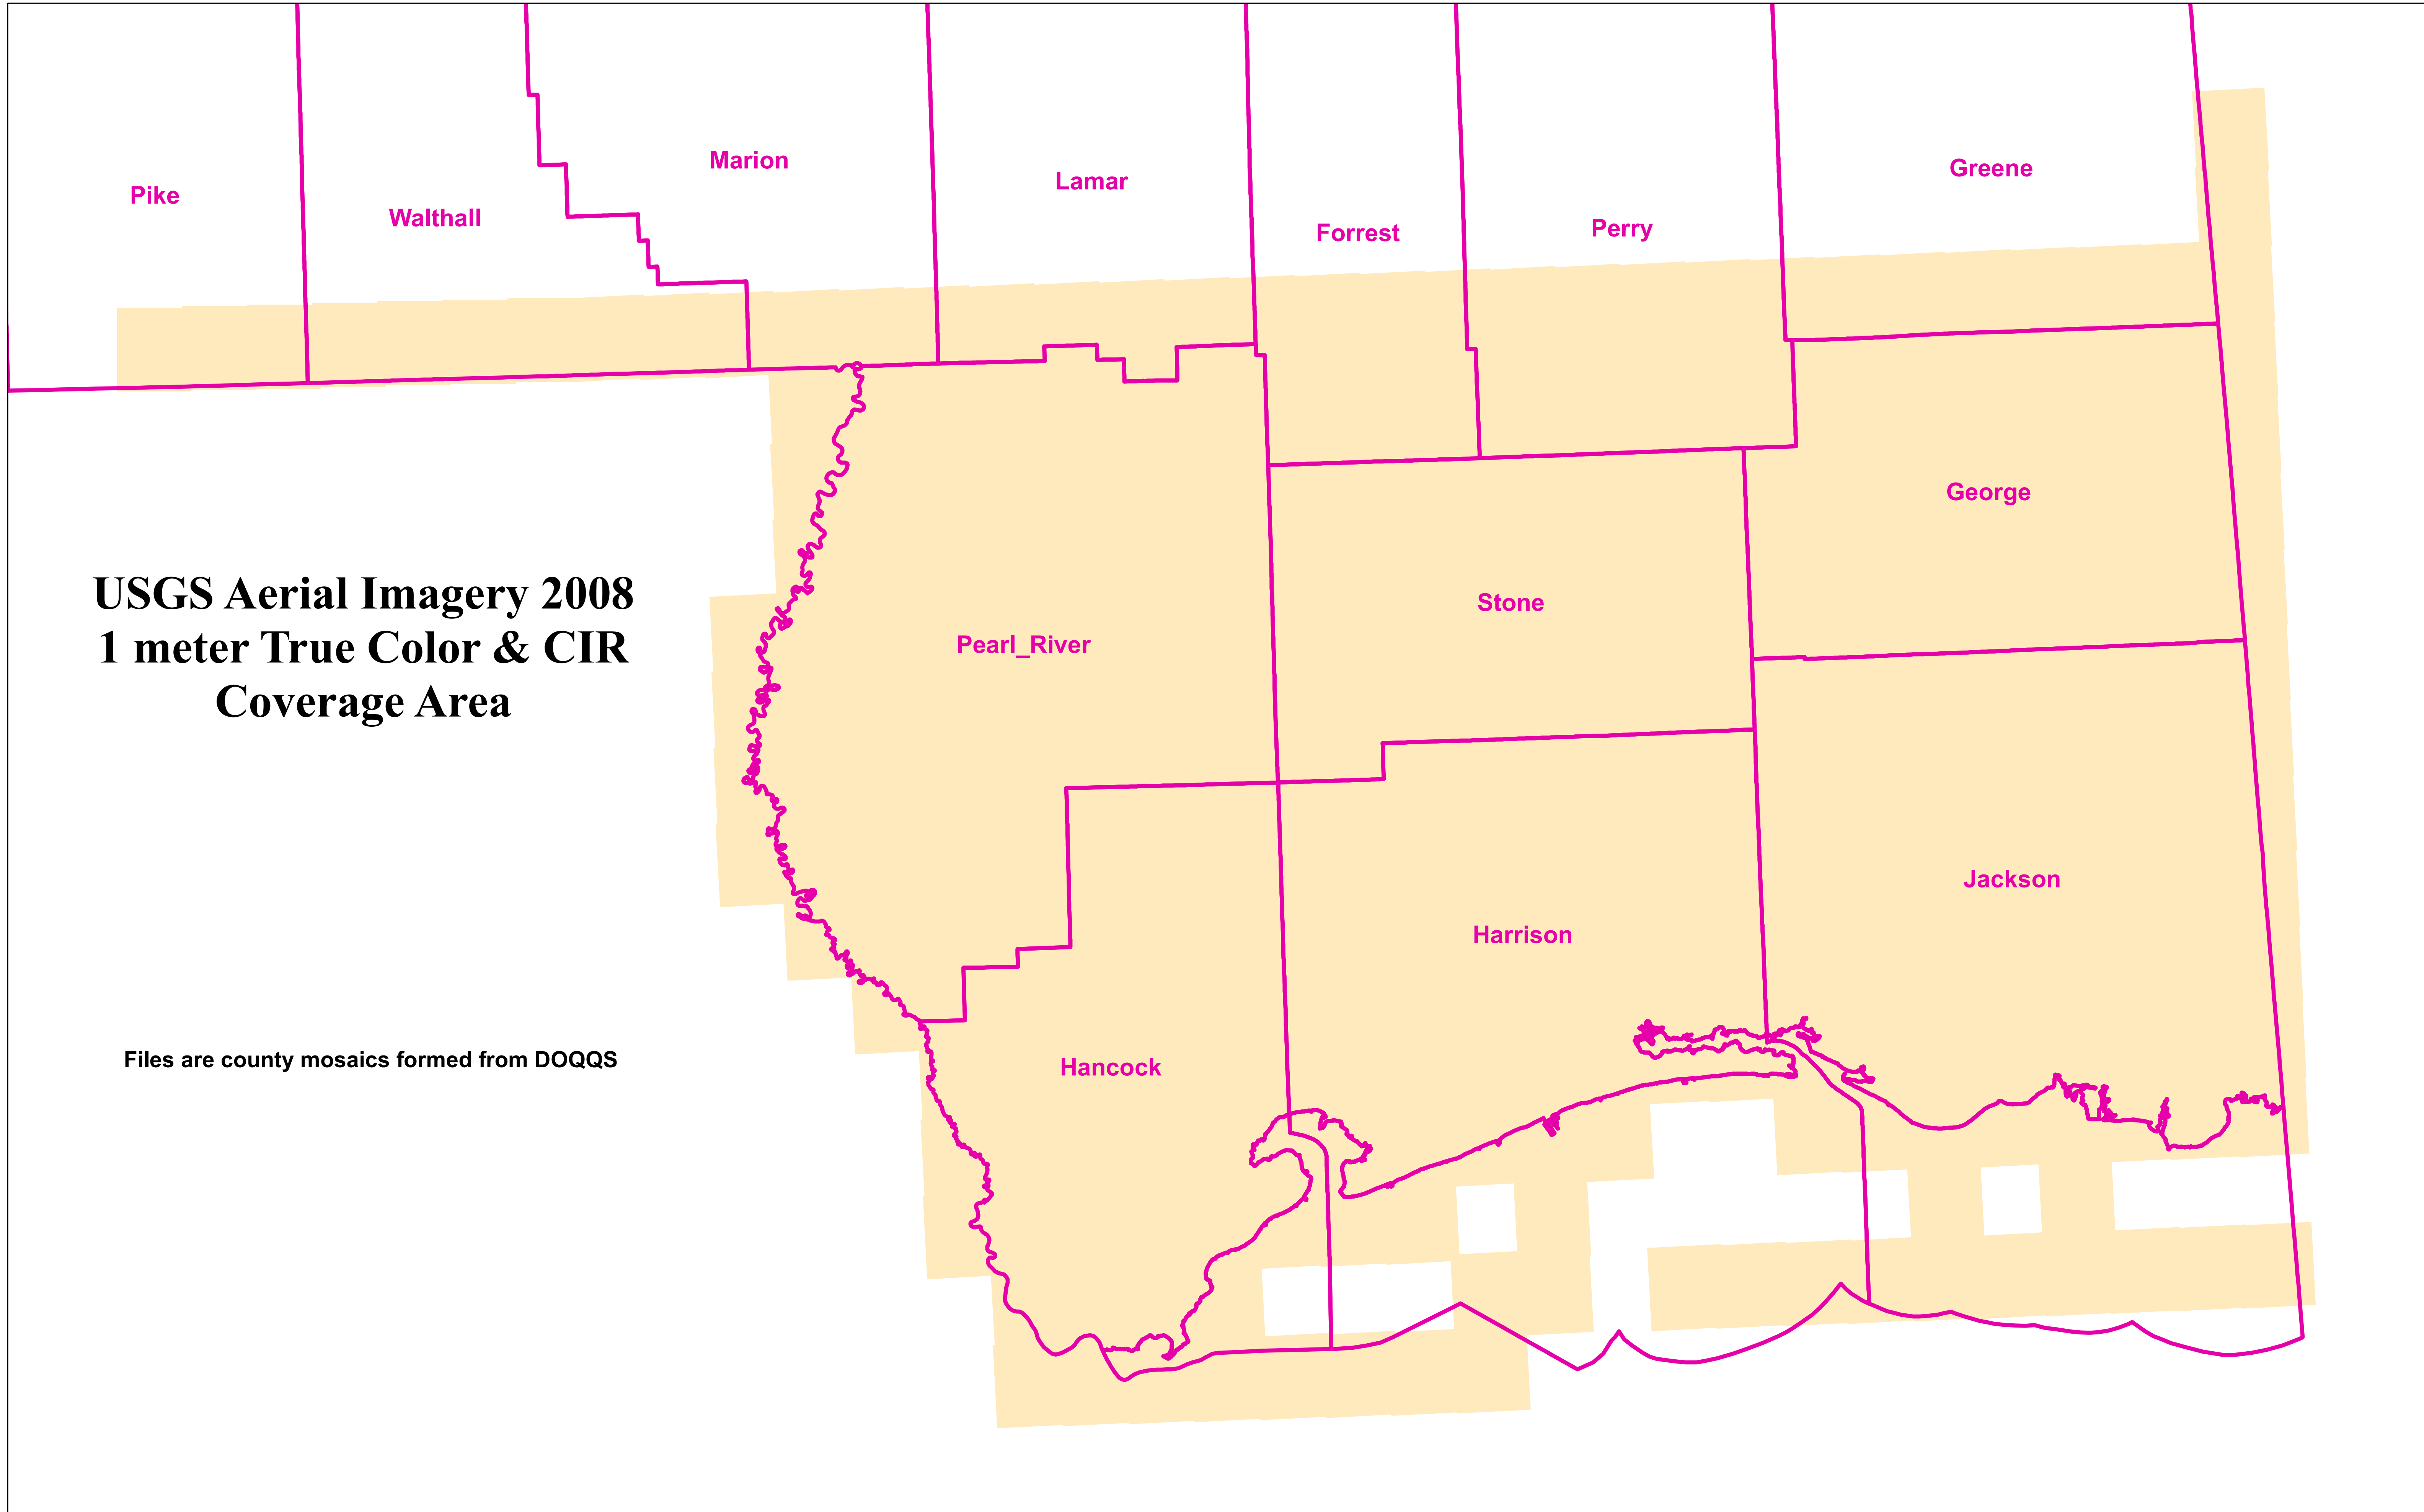 Pike
Walthall
Marion
Lamar
Forrest
Perry
Greene
George
USGS Aerial Imagery 2008
1 meter True Color & CIR
Coverage Area
Pearl_River
Stone
Jackson
Harrison
Hancock
Files are county mosaics formed from DOQQS